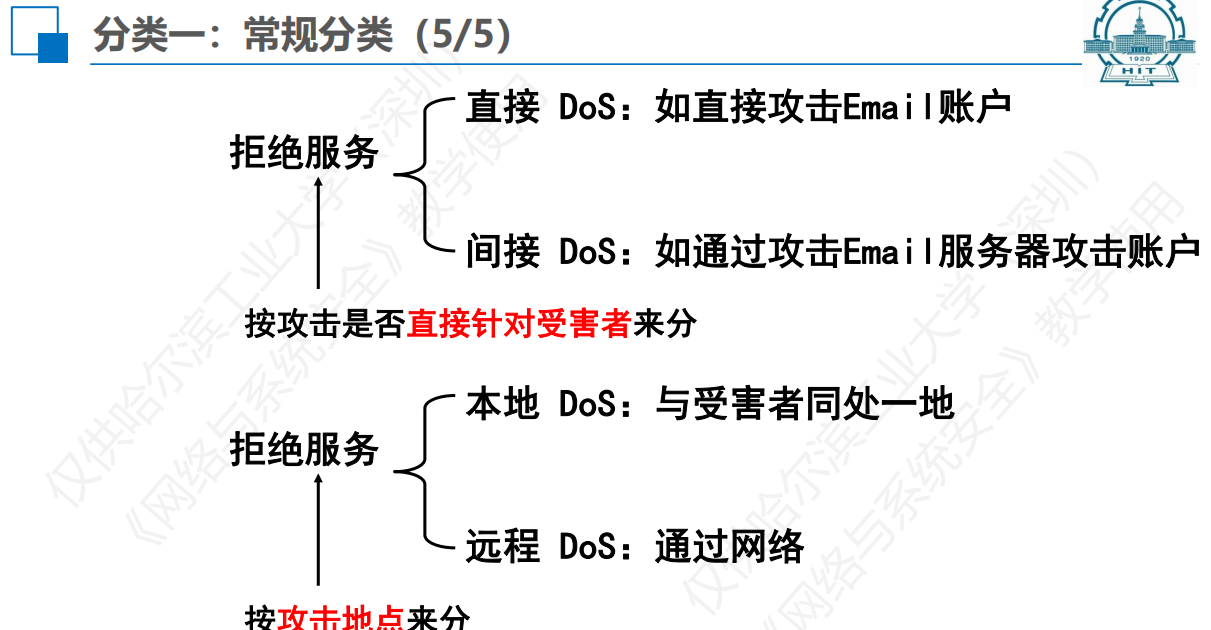 分类一：常规分类（5/5）
1920
HIT
直接 DoS：如直接攻击Email账户
拒绝服务
间接 DoS：如通过攻击Email服务器攻击账户
按攻击是否直接针对受害者来分
本地 DoS：与受害者同处一地
拒绝服务
远程 DoS：通过网络
按攻击地点来分
仅供哈尔滨工业大学（深圳）
《网络与系统安全》教学使用
仅供哈尔滨工业大学（深圳）
《网络与系统安全》教学使用